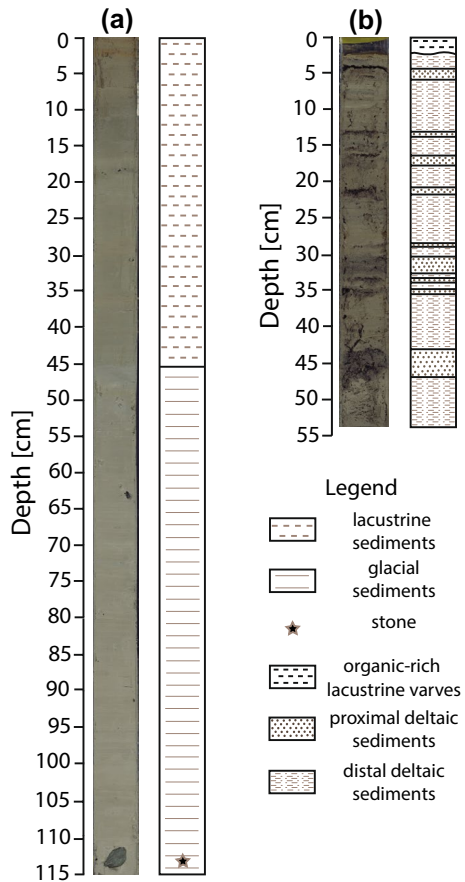 (a)
0
5
10
15
20
25
30
35
40
45
50
55
60
65
70
75
80
85
90
95
100
105
110
115
Depth [cm]
(b)
0
5
10
15
20
25
30
35
40
45
50
55
Depth [cm]
Legend
lacustrine
sediments
glacial
sediments
stone
organic-rich
lacustrine varves
proximal deltaic
sediments
distal deltaic
sediments